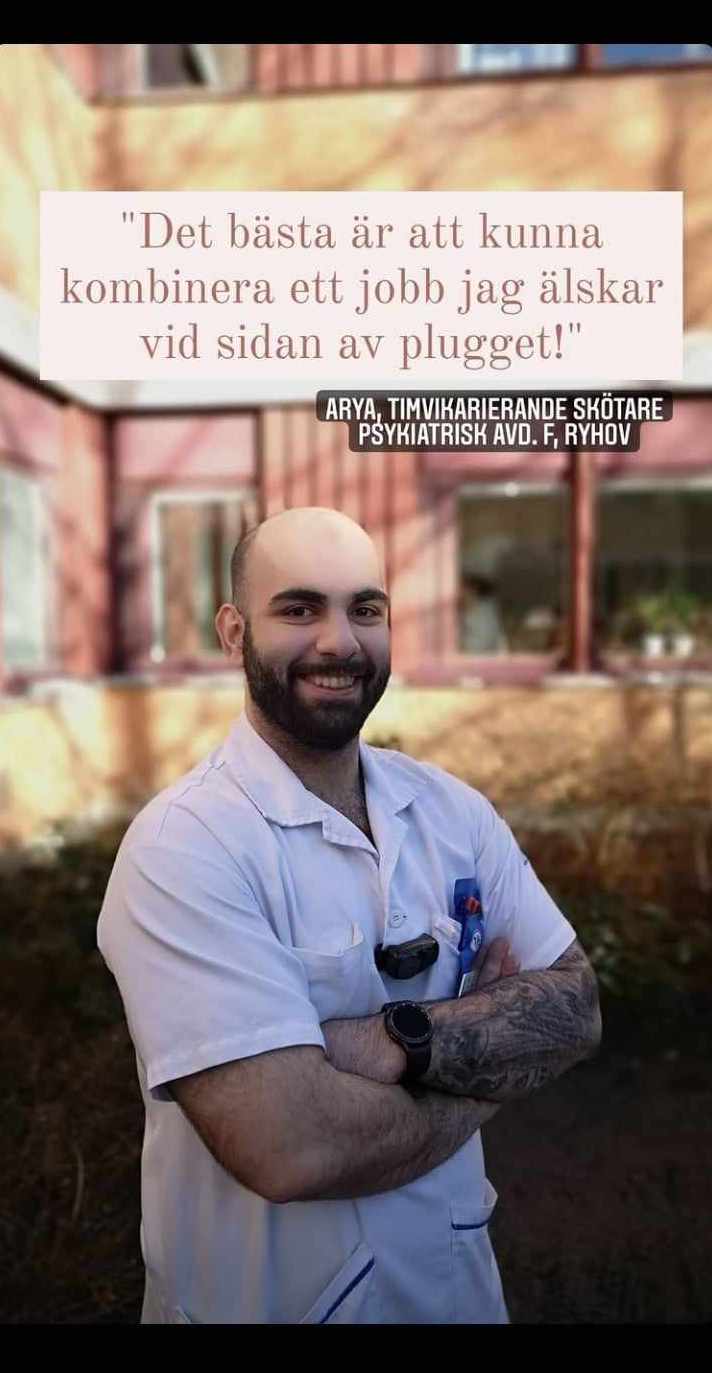 "Det bästa är att kunna
kombinera ett jobb jag älskar
vid sidan av plugget!"
ARYA, TIMVIKARIERANDE SKÖTARE
PSYKIATRISK AVD. F, RYHOV